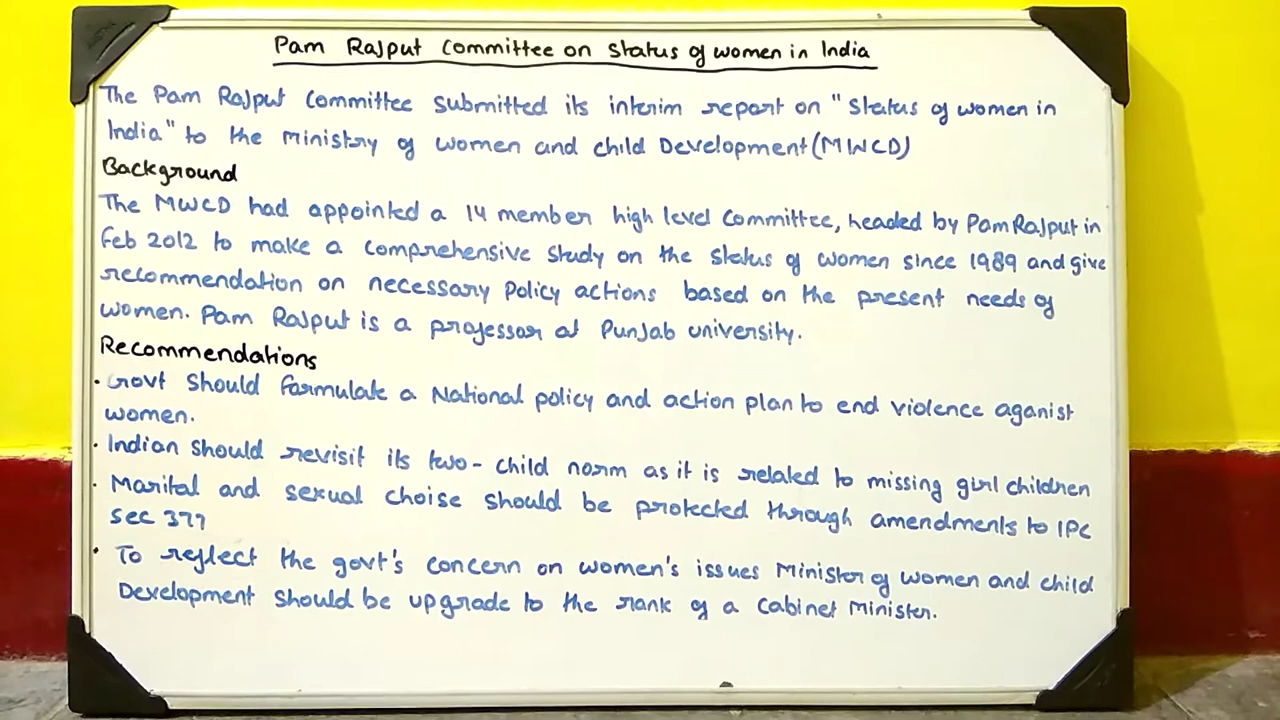 Pam Rajput Committee on Status of women in India
The Pam Rajput Committee submitted its interim report on "Status of women in
India" to the ministry of women and child Development (MWCD)
Background
The MWCD had appointed a 14 member high level Committee, headed by Pam Rajput in
Feb 2012 to make a comprehensive study on the status of women since 1989 and give
recommendation on necessary Policy actions based on the present needs of
women. Pam Rajput is a professor at Punjab university.
Recommendations
• Govt should formulate a National policy and action plan to end violence aganist
women.
• Indian should revisit its two-child norm as it is related to missing girl children
• Marital and sexual choise should be protected through amendments to IPC
Sec 377
• To reflect the govt's concern on women's issues Minister of women and child
Development should be upgrade to the rank of a Cabinet Minister.